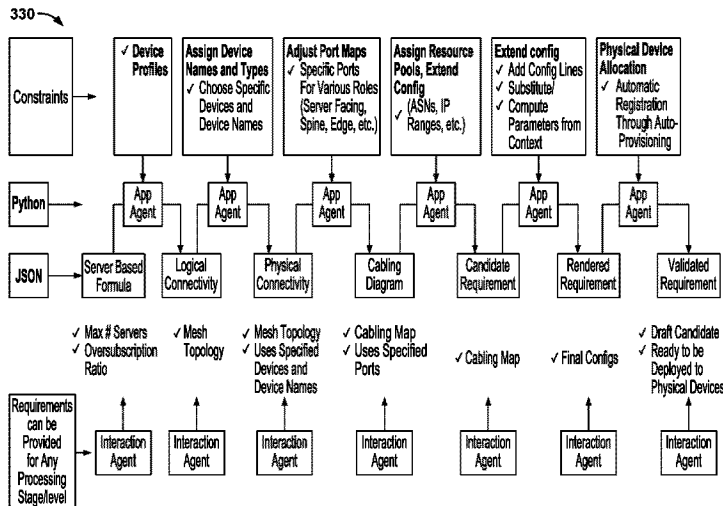 330
Constraints
✓ Device
Profiles
Assign Device
Names and Types
✓ Choose Specific
Devices and
Device Names
Adjust Port Maps
✓ Specific Ports
For Various Roles
(Server Facing,
Spine, Edge, etc.)
Assign Resource
Pools, Extend
Config
✓ (ASNs, IP
Ranges, etc.)
Extend config
✓ Add Config Lines
✓ Substitute/
✓ Compute
Parameters from
Context
Physical Device
Allocation
✓ Automatic
Registration
Through Auto-
Provisioning
Python
App
Agent
App
Agent
App
Agent
App
Agent
App
Agent
App
Agent
JSON
Server Based
Formula
Logical
Connectivity
Physical
Connectivity
Cabling
Diagram
Candidate
Requirement
Rendered
Requirement
Validated
Requirement
✓ Max # Servers
✓ Oversubscription
Ratio
✓ Mesh
Topology
✓ Mesh Topology
✓ Uses Specified
Devices and
Device Names
✓ Cabling Map
✓ Uses Specified
Ports
✓ Cabling Map
✓ Final Configs
✓ Draft Candidate
✓ Ready to be
Deployed to
Physical Devices
Requirements
can be
Provided
for Any
Processing
Stage/level
Interaction
Agent
Interaction
Agent
Interaction
Agent
Interaction
Agent
Interaction
Agent
Interaction
Agent
Interaction
Agent